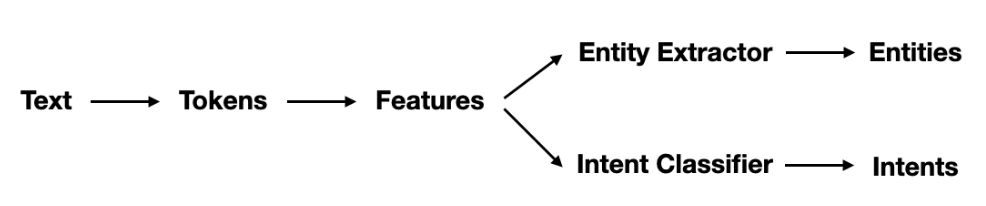 Entity Extractor
Entities
Text
Tokens
Features
Intent Classifier
Intents